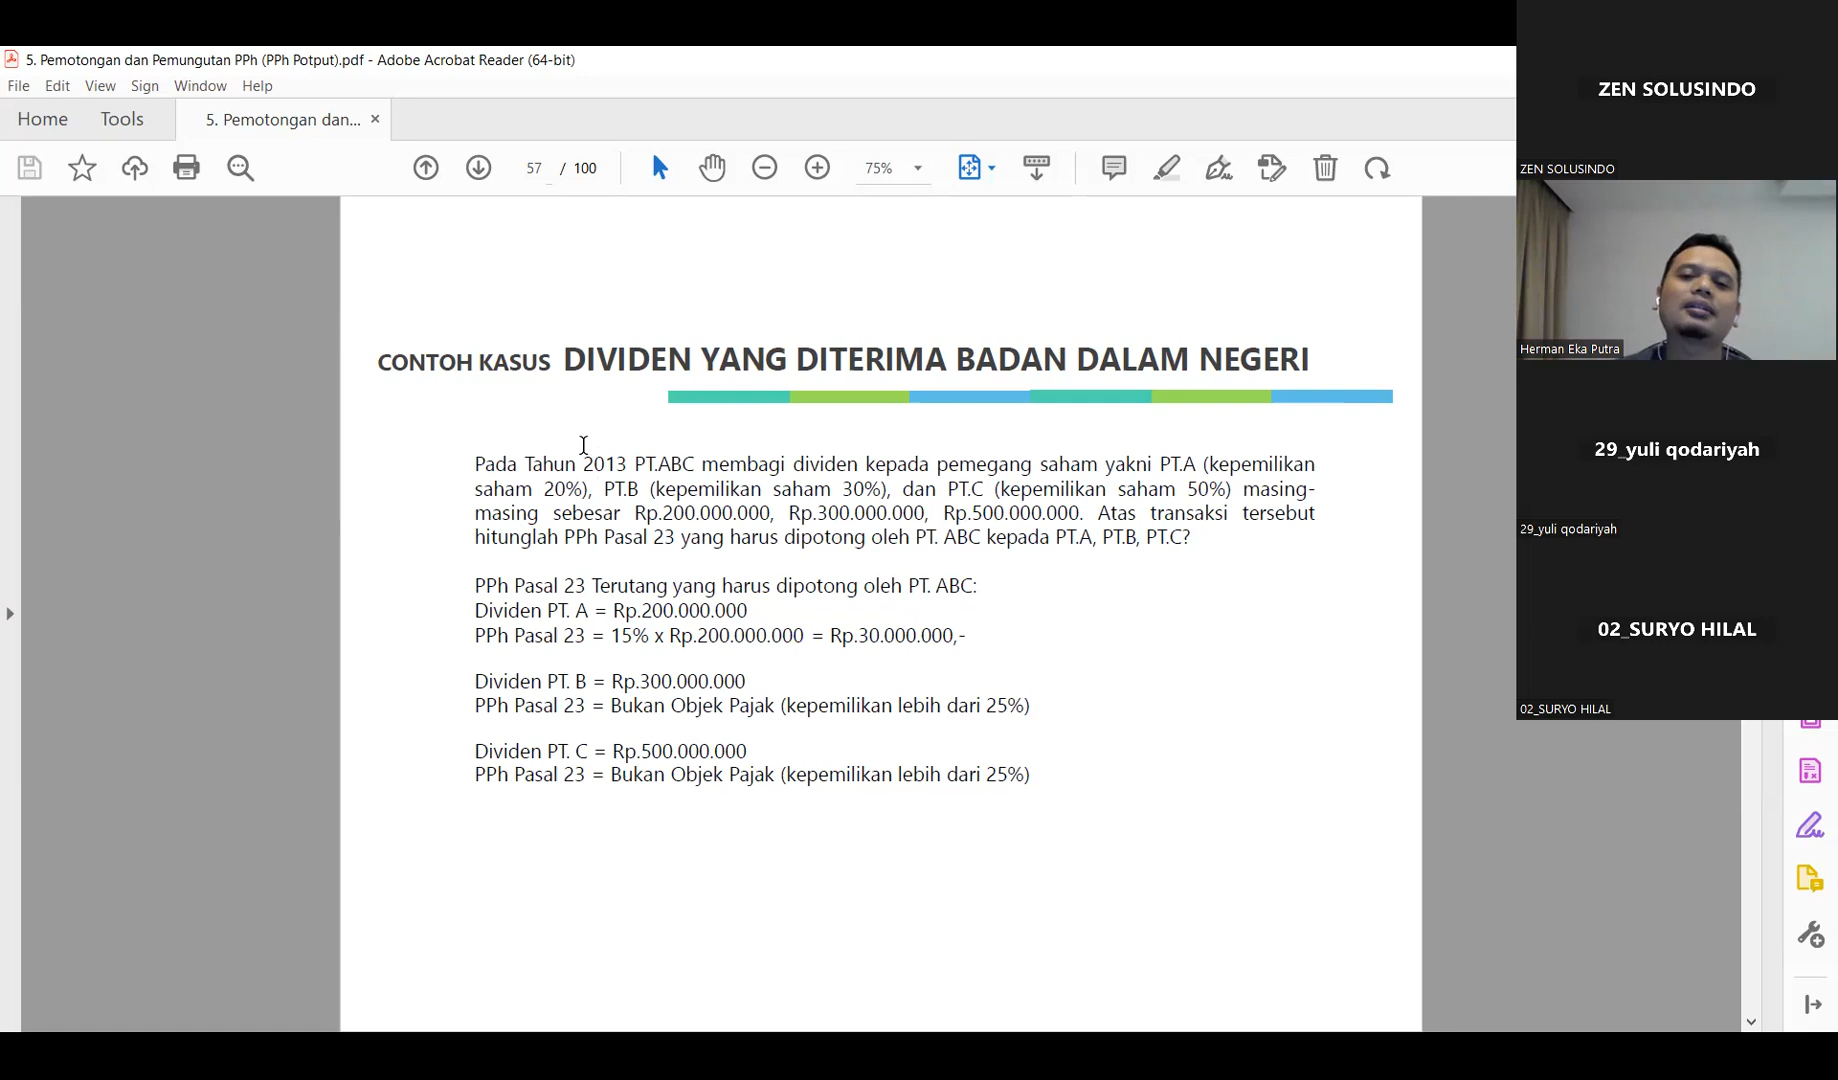 5. Pemotongan dan Pemungutan PPh (PPh Potput).pdf - Adobe Acrobat Reader (64-bit)
File Edit View Sign Window Help
Home Tools 5. Pemotongan dan... ×
57 / 100 75%
CONTOH KASUS DIVIDEN YANG DITERIMA BADAN DALAM NEGERI
Pada Tahun 2013 PT.ABC membagi dividen kepada pemegang saham yakni PT.A (kepemilikan
saham 20%), PT.B (kepemilikan saham 30%), dan PT.C (kepemilikan saham 50%) masing-
masing sebesar Rp.200.000.000, Rp.300.000.000, Rp.500.000.000. Atas transaksi tersebut
hitunglah PPh Pasal 23 yang harus dipotong oleh PT. ABC kepada PT.A, PT.B, PT.C?
PPh Pasal 23 Terutang yang harus dipotong oleh PT. ABC:
Dividen PT. A = Rp.200.000.000
PPh Pasal 23 = 15% x Rp.200.000.000 = Rp.30.000.000,-
Dividen PT. B = Rp.300.000.000
PPh Pasal 23 = Bukan Objek Pajak (kepemilikan lebih dari 25%)
Dividen PT. C = Rp.500.000.000
PPh Pasal 23 = Bukan Objek Pajak (kepemilikan lebih dari 25%)
ZEN SOLUSINDO
ZEN SOLUSINDO
Herman Eka Putra
29_yuli qodariyah
29_yuli qodariyah
02_SURYO HILAL
02_SURYO HILAL